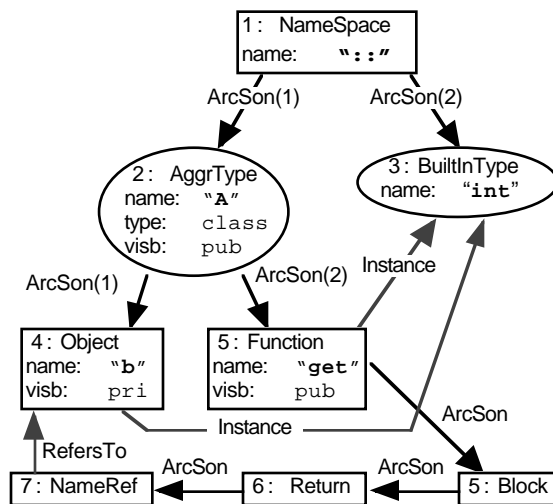 1: NameSpace
name: "::"
ArcSon(1)
ArcSon(2)
2: AggrType
name: "A"
type: class
visb: pub
3: BuiltInType
name: "int"
ArcSon(1)
ArcSon(2)
Instance
4: Object
name: "b"
visb: pri
5: Function
name: "get"
visb: pub
Instance
ArcSon
RefersTo
ArcSon
ArcSon
7: NameRef
6: Return
5: Block